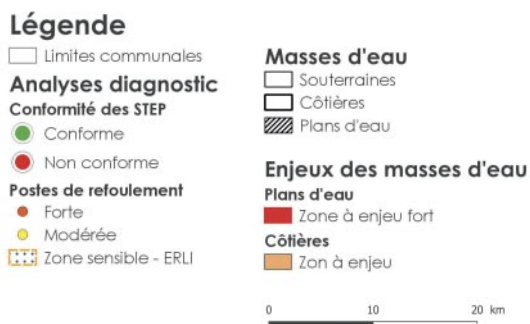 Légende
Limites communales
Analyses diagnostic
Conformité des STEP
Conforme
Non conforme
Postes de refoulement
Forte
Modérée
Zone sensible - ERLI
Masses d'eau
Souterraines
Côtières
Plans d'eau
Enjeux des masses d'eau
Plans d'eau
Zone à enjeu fort
Côtières
Zon à enjeu
0 10 20 km